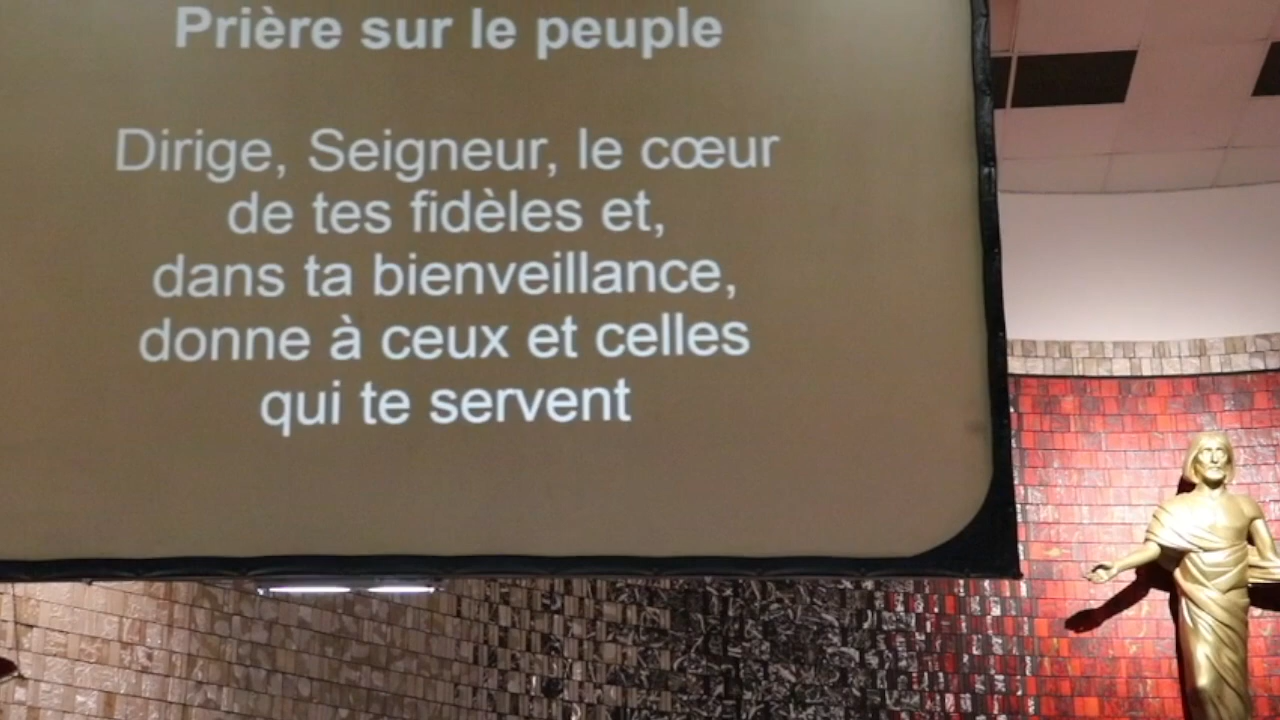 Prière sur le peuple
Dirige, Seigneur, le cœur
de tes fidèles et,
dans ta bienveillance,
donne à ceux et celles
qui te servent